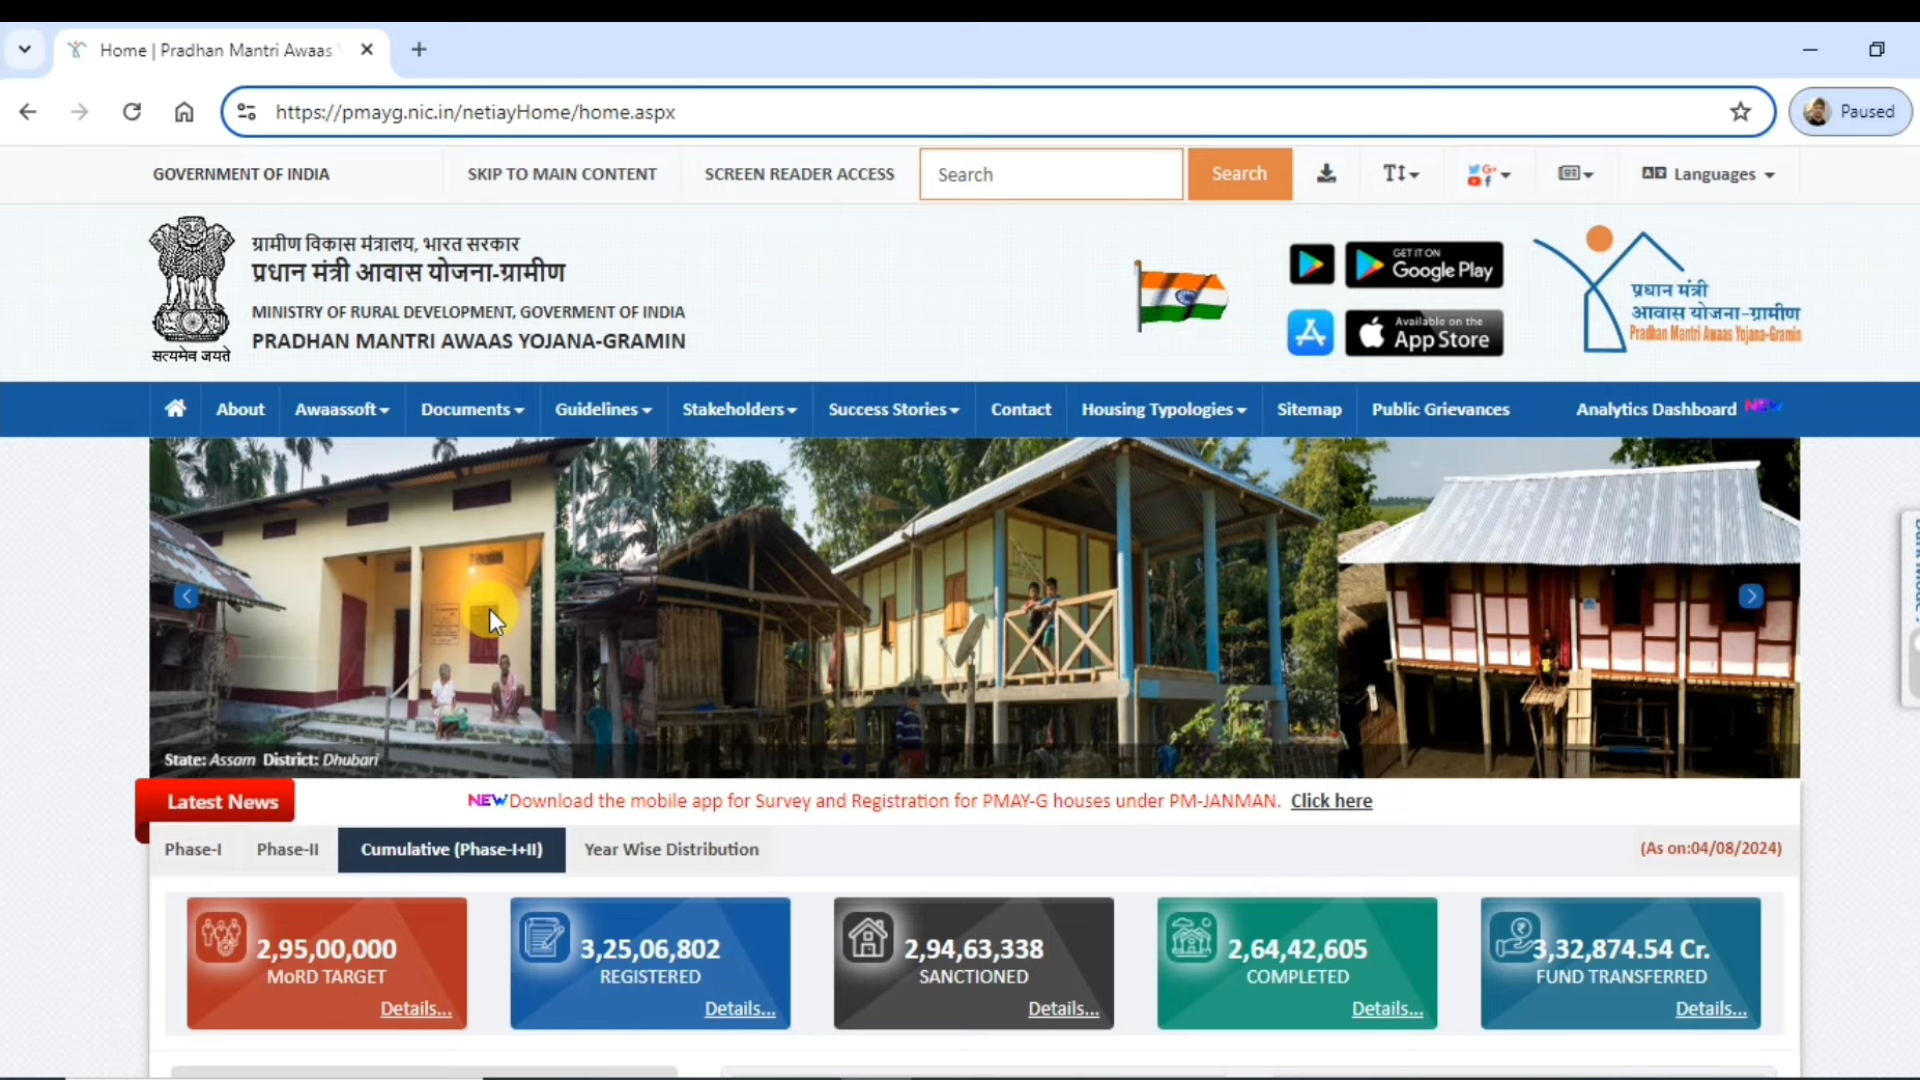 Home | Pradhan Mantri Awaas
https://pmayg.nic.in/netiayHome/home.aspx
Paused
GOVERNMENT OF INDIA
SKIP TO MAIN CONTENT
SCREEN READER ACCESS
Search
Search
Languages
ग्रामीण विकास मंत्रालय, भारत सरकार
प्रधान मंत्री आवास योजना-ग्रामीण
MINISTRY OF RURAL DEVELOPMENT, GOVERMENT OF INDIA
PRADHAN MANTRI AWAAS YOJANA-GRAMIN
सत्यमेव जयते
GET IT ON
Google Play
Available on the
App Store
प्रधान मंत्री
आवास योजना-ग्रामीण
Pradhan Mantri Awaas Yojana-Gramin
About
Awaassoft
Documents
Guidelines
Stakeholders
Success Stories
Contact
Housing Typologies
Sitemap
Public Grievances
Analytics Dashboard NEW
State: Assam District: Dhubari
Latest News
NEW Download the mobile app for Survey and Registration for PMAY-G houses under PM-JANMAN. Click here
Phase-I
Phase-II
Cumulative (Phase-I+II)
Year Wise Distribution
(As on:04/08/2024)
2,95,00,000
MoRD TARGET
Details...
3,25,06,802
REGISTERED
Details...
2,94,63,338
SANCTIONED
Details...
2,64,42,605
COMPLETED
Details...
3,32,874.54 Cr.
FUND TRANSFERRED
Details...